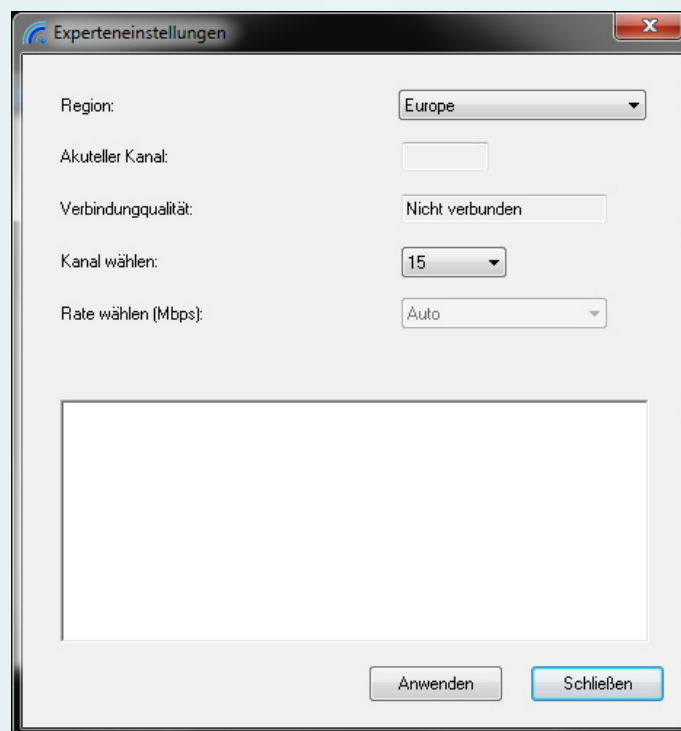 Experteneinstellungen
Region: Europe
Akuteller Kanal:
Verbindungqualität: Nicht verbunden
Kanal wählen: 15
Rate wählen (Mbps): Auto
Anwenden Schließen